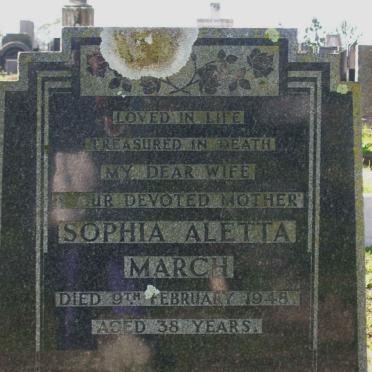 LOVED IN LIFE
TREASURED IN DEATH
MY DEAR WIFE
& OUR DEVOTED MOTHER
SOPHIA ALETTA
MARCH
DIED 9TH FEBRUARY 1948.
AGED 38 YEARS.